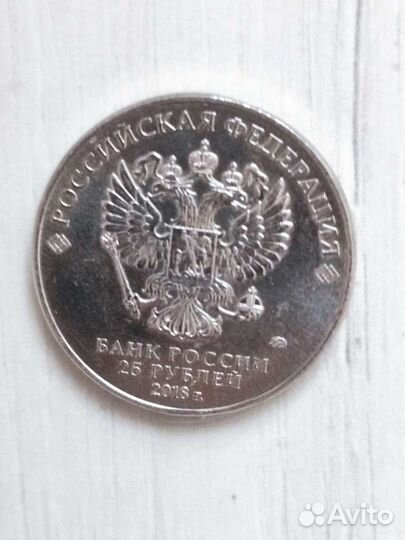 РОССИЙСКАЯ ФЕДЕРАЦИЯ
БАНК РОССИИ
25 РУБЛЕЙ
2018 г.
Avito